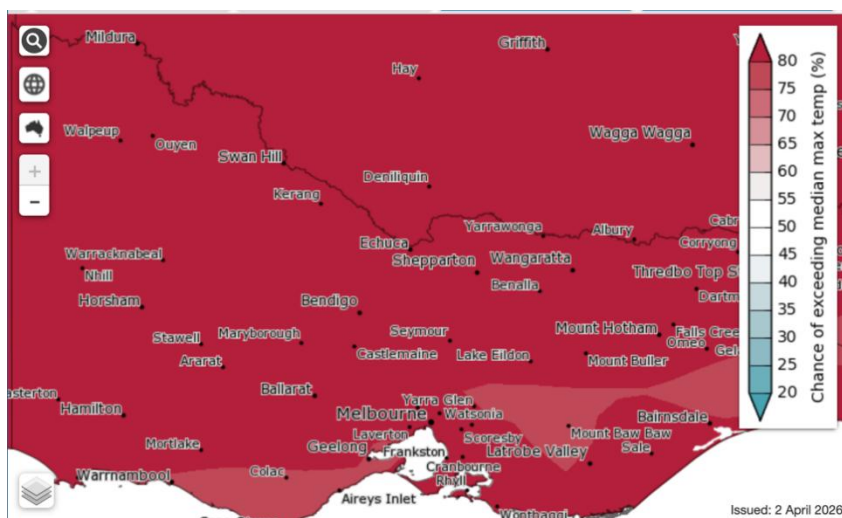 Mildura
Griffith
Hay
Walpeup
Ouyen
Wagga Wagga
Swan Hill
Deniliquin
Kerang
Yarrawonga
Albury
Echuca
Corryong
Warracknabeal
Shepparton
Wangaratta
Nhill
Benalla
Thredbo Top
Horsham
Bendigo
Stawell
Maryborough
Seymour
Mount Hotham
Falls Creek
Omeo
Ararat
Castlemaine
Lake Eildon
Mount Buller
Ballarat
Yarra Glen
Hamilton
Melbourne
Watsonia
Bairnsdale
Laverton
Scoresby
Mount Baw Baw
Mortlake
Geelong
Frankston
Latrobe Valley
Sale
Cranbourne
Warrnambool
Colac
Rhyll
Aireys Inlet
Wonthaggi
80
75
70
65
60
55
50
45
40
35
30
25
20
Chance of exceeding median max temp (%)
+
-
Issued: 2 April 2026